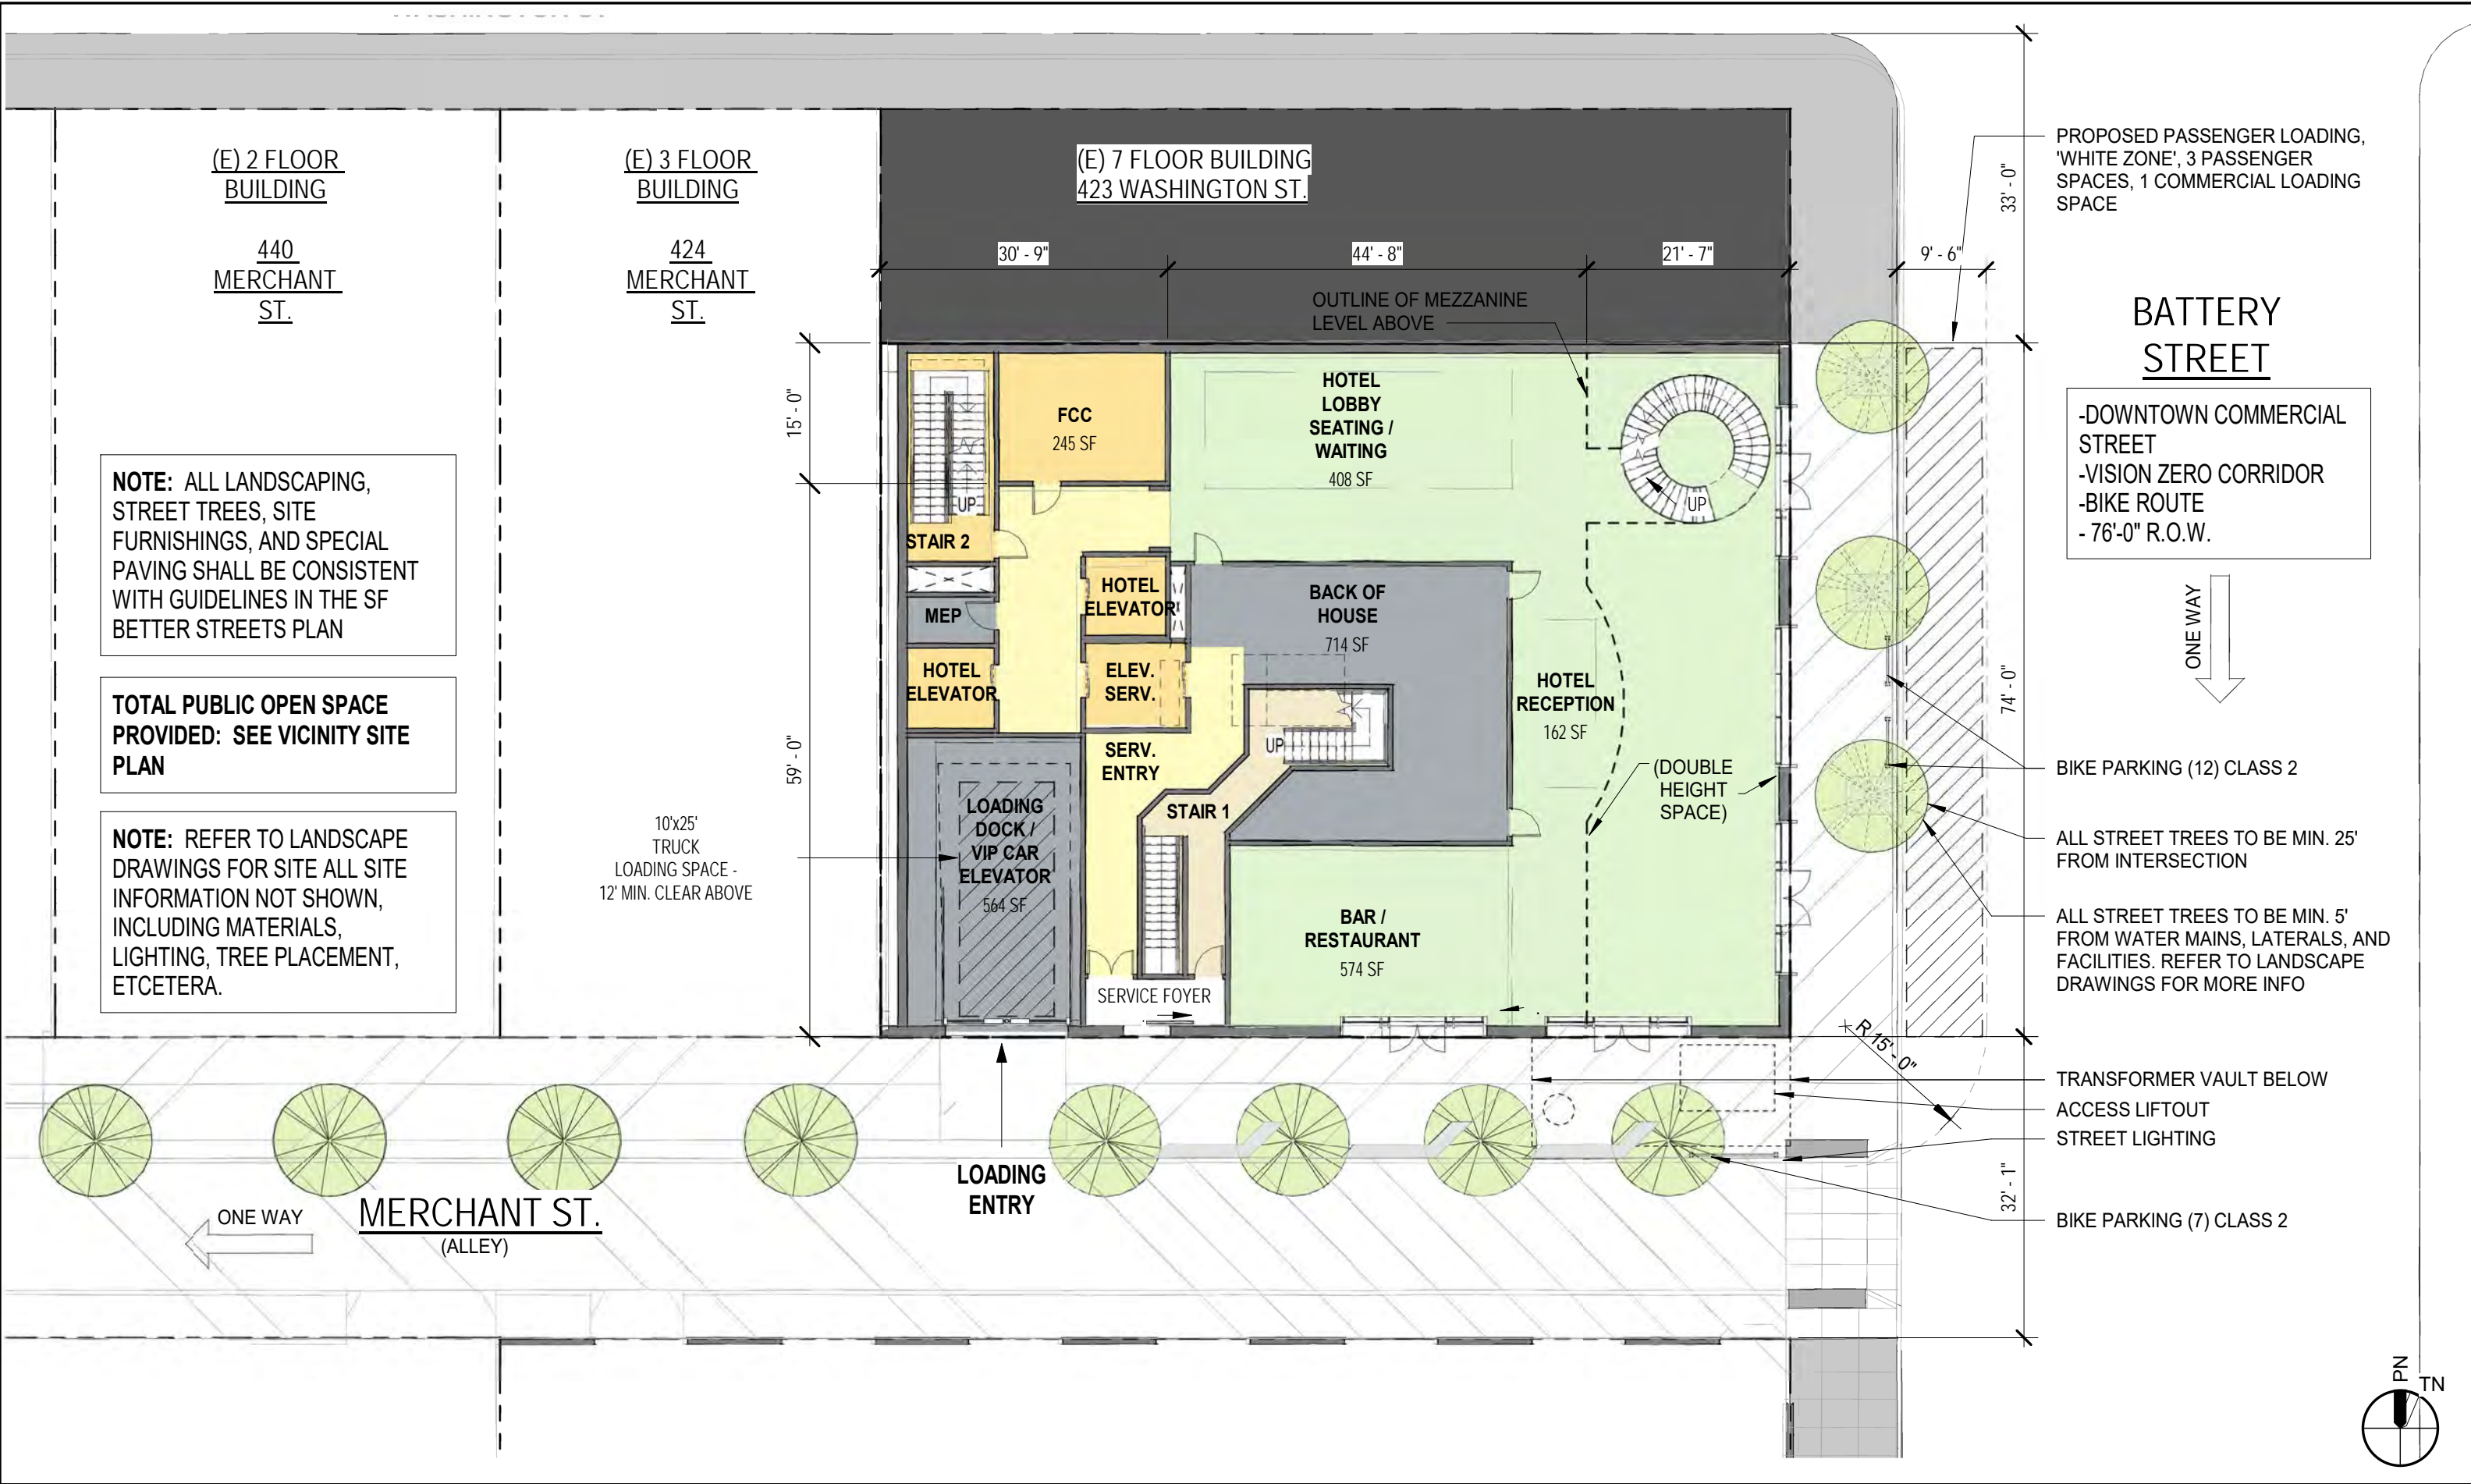 (E) 2 FLOOR
BUILDING
440
MERCHANT
ST.
(E) 3 FLOOR
BUILDING
424
MERCHANT
ST.
(E) 7 FLOOR BUILDING
423 WASHINGTON ST.
30' - 9"
44' - 8"
21' - 7"
9' - 6"
33' - 0"
OUTLINE OF MEZZANINE
LEVEL ABOVE
PROPOSED PASSENGER LOADING,
'WHITE ZONE', 3 PASSENGER
SPACES, 1 COMMERCIAL LOADING
SPACE
BATTERY
STREET
-DOWNTOWN COMMERCIAL
STREET
-VISION ZERO CORRIDOR
-BIKE ROUTE
- 76'-0" R.O.W.
ONE WAY
NOTE: ALL LANDSCAPING,
STREET TREES, SITE
FURNISHINGS, AND SPECIAL
PAVING SHALL BE CONSISTENT
WITH GUIDELINES IN THE SF
BETTER STREETS PLAN
TOTAL PUBLIC OPEN SPACE
PROVIDED: SEE VICINITY SITE
PLAN
NOTE: REFER TO LANDSCAPE
DRAWINGS FOR SITE ALL SITE
INFORMATION NOT SHOWN,
INCLUDING MATERIALS,
LIGHTING, TREE PLACEMENT,
ETCETERA.
15' - 0"
59' - 0"
74' - 0"
10'x25'
TRUCK
LOADING SPACE -
12' MIN. CLEAR ABOVE
FCC
245 SF
UP
STAIR 2
MEP
HOTEL
ELEVATOR
HOTEL
ELEVATOR
ELEV.
SERV.
HOTEL
LOBBY
SEATING /
WAITING
408 SF
UP
BACK OF
HOUSE
714 SF
HOTEL
RECEPTION
162 SF
(DOUBLE
HEIGHT
SPACE)
SERV.
ENTRY
UP
STAIR 1
LOADING
DOCK /
VIP CAR
ELEVATOR
564 SF
BAR /
RESTAURANT
574 SF
SERVICE FOYER
BIKE PARKING (12) CLASS 2
ALL STREET TREES TO BE MIN. 25'
FROM INTERSECTION
ALL STREET TREES TO BE MIN. 5'
FROM WATER MAINS, LATERALS, AND
FACILITIES. REFER TO LANDSCAPE
DRAWINGS FOR MORE INFO
R 15' - 0"
TRANSFORMER VAULT BELOW
ACCESS LIFTOUT
STREET LIGHTING
32' - 1"
BIKE PARKING (7) CLASS 2
LOADING
ENTRY
ONE WAY
MERCHANT ST.
(ALLEY)
PN
TN